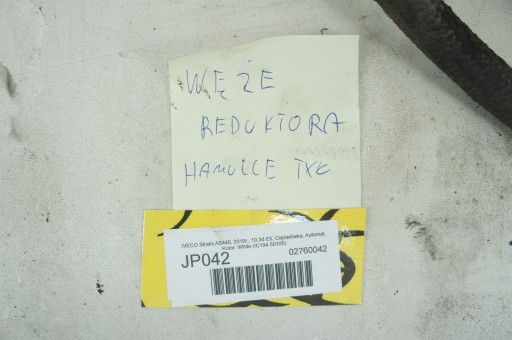 WĘŻE
REDUKTORA
HAMULCE TYŁ
IVECO Stralis AS440, 2010r., 10.3d E5, Ciężarówka, Automat,
Kolor: White (IC194 50105)
JP042
02760042